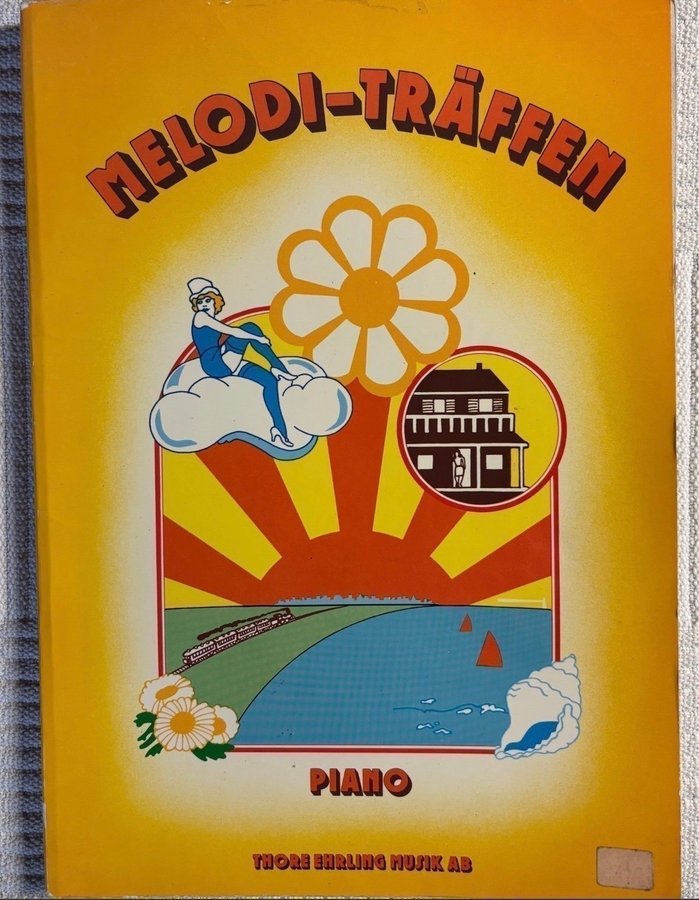 MELODI-TRÄFFEN
PIANO
THORE EHRLING MUSIK AB